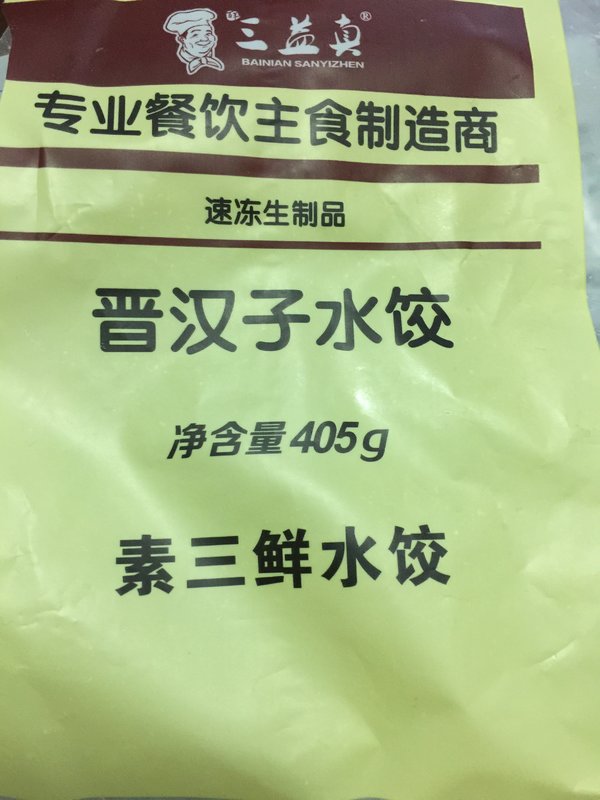 三益真®
BAINIAN SANYIZHEN
专业餐饮主食制造商
速冻生制品
晋汉子水饺
净含量405g
素三鲜水饺